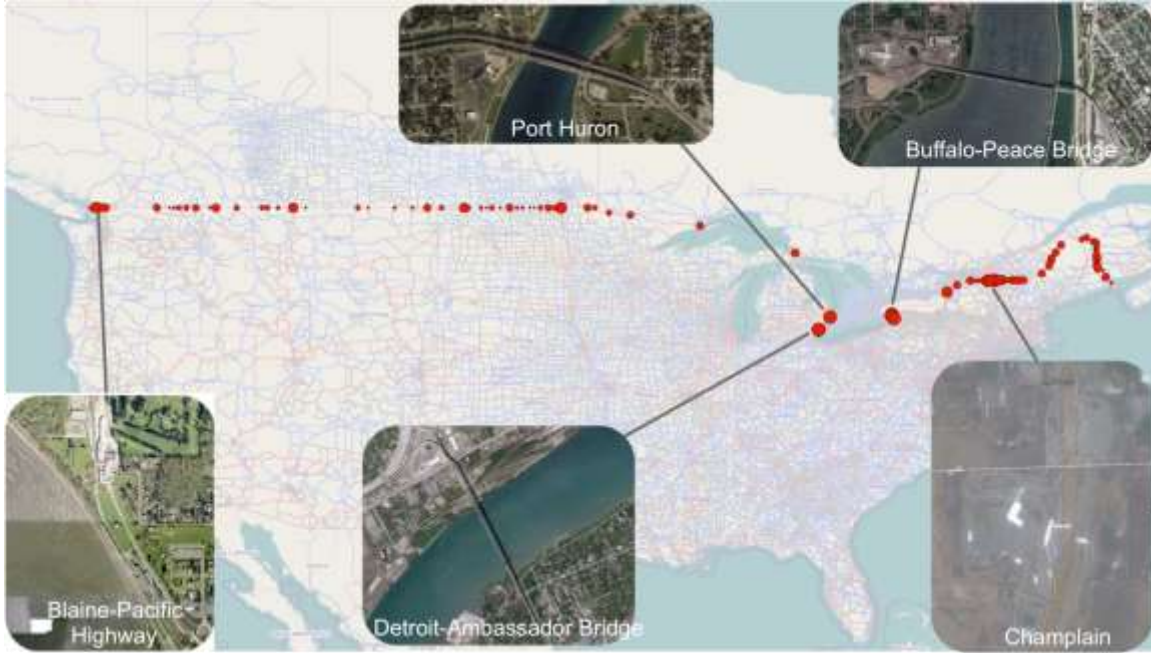 Port Huron
Buffalo-Peace Bridge
Blaine-Pacific
Highway
Detroit-Ambassador Bridge
Champlain